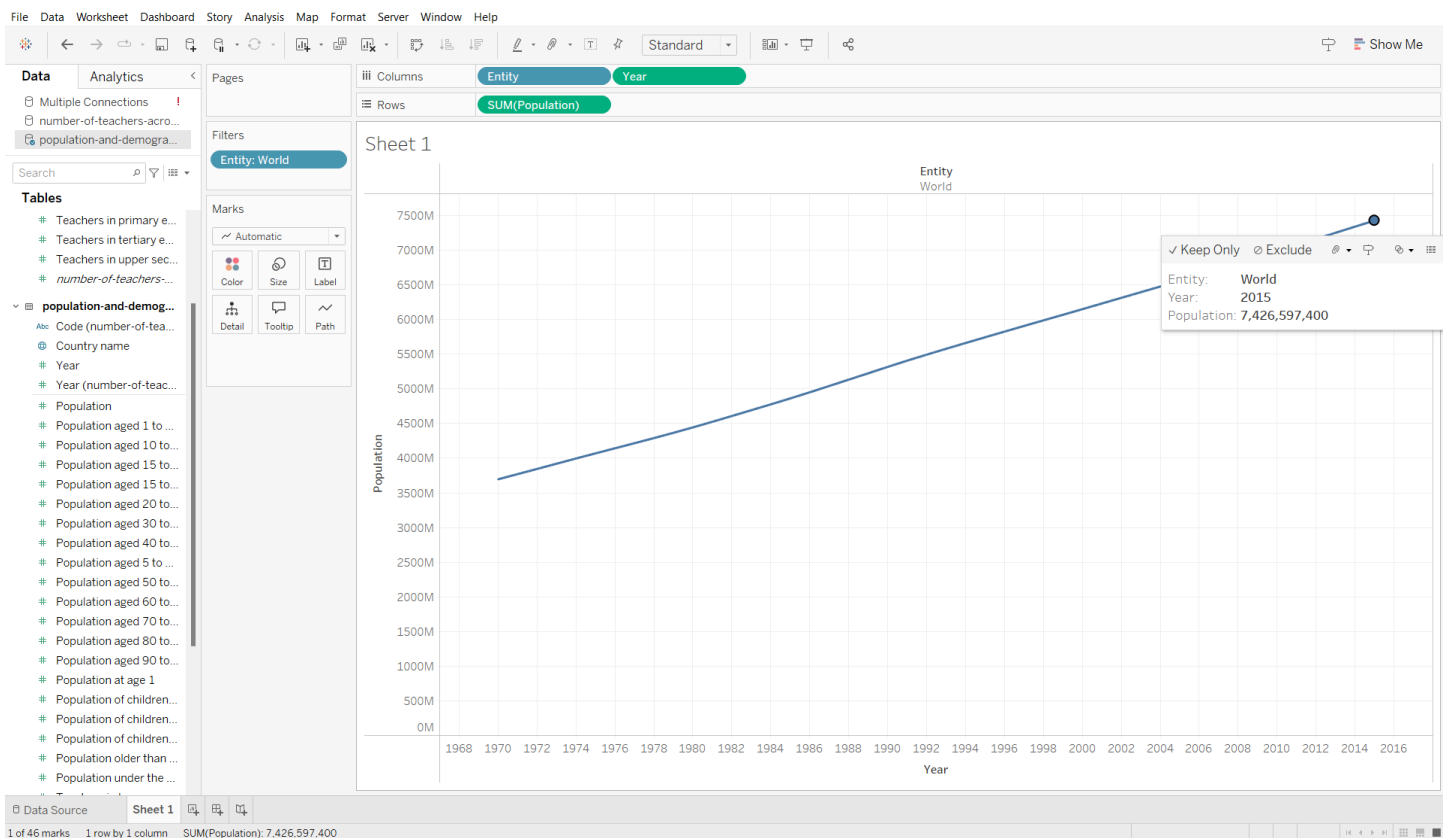 File Data Worksheet Dashboard Story Analysis Map Format Server Window Help
Standard
Show Me
Data Analytics
Multiple Connections !
number-of-teachers-acro...
population-and-demogra...
Search
Tables
Teachers in primary e...
Teachers in tertiary e...
Teachers in upper sec...
number-of-teachers-...
population-and-demog...
Abc Code (number-of-tea...
Country name
Year
Year (number-of-teac...
Population
Population aged 1 to ...
Population aged 10 to...
Population aged 15 to...
Population aged 15 to...
Population aged 20 to...
Population aged 30 to...
Population aged 40 to...
Population aged 5 to ...
Population aged 50 to...
Population aged 60 to...
Population aged 70 to...
Population aged 80 to...
Population aged 90 to...
Population at age 1
Population of children...
Population of children...
Population of children...
Population older than ...
Population under the ...
Pages
Filters
Entity: World
Marks
Automatic
Color Size Label
Detail Tooltip Path
Columns Entity Year
Rows SUM(Population)
Sheet 1
Entity
World
7500M
7000M
6500M
6000M
5500M
5000M
4500M
4000M
3500M
3000M
2500M
2000M
1500M
1000M
500M
0M
Population
Keep Only Exclude
Entity: World
Year: 2015
Population: 7,426,597,400
1968 1970 1972 1974 1976 1978 1980 1982 1984 1986 1988 1990 1992 1994 1996 1998 2000 2002 2004 2006 2008 2010 2012 2014 2016
Year
Data Source Sheet 1
1 of 46 marks 1 row by 1 column SUM(Population): 7,426,597,400